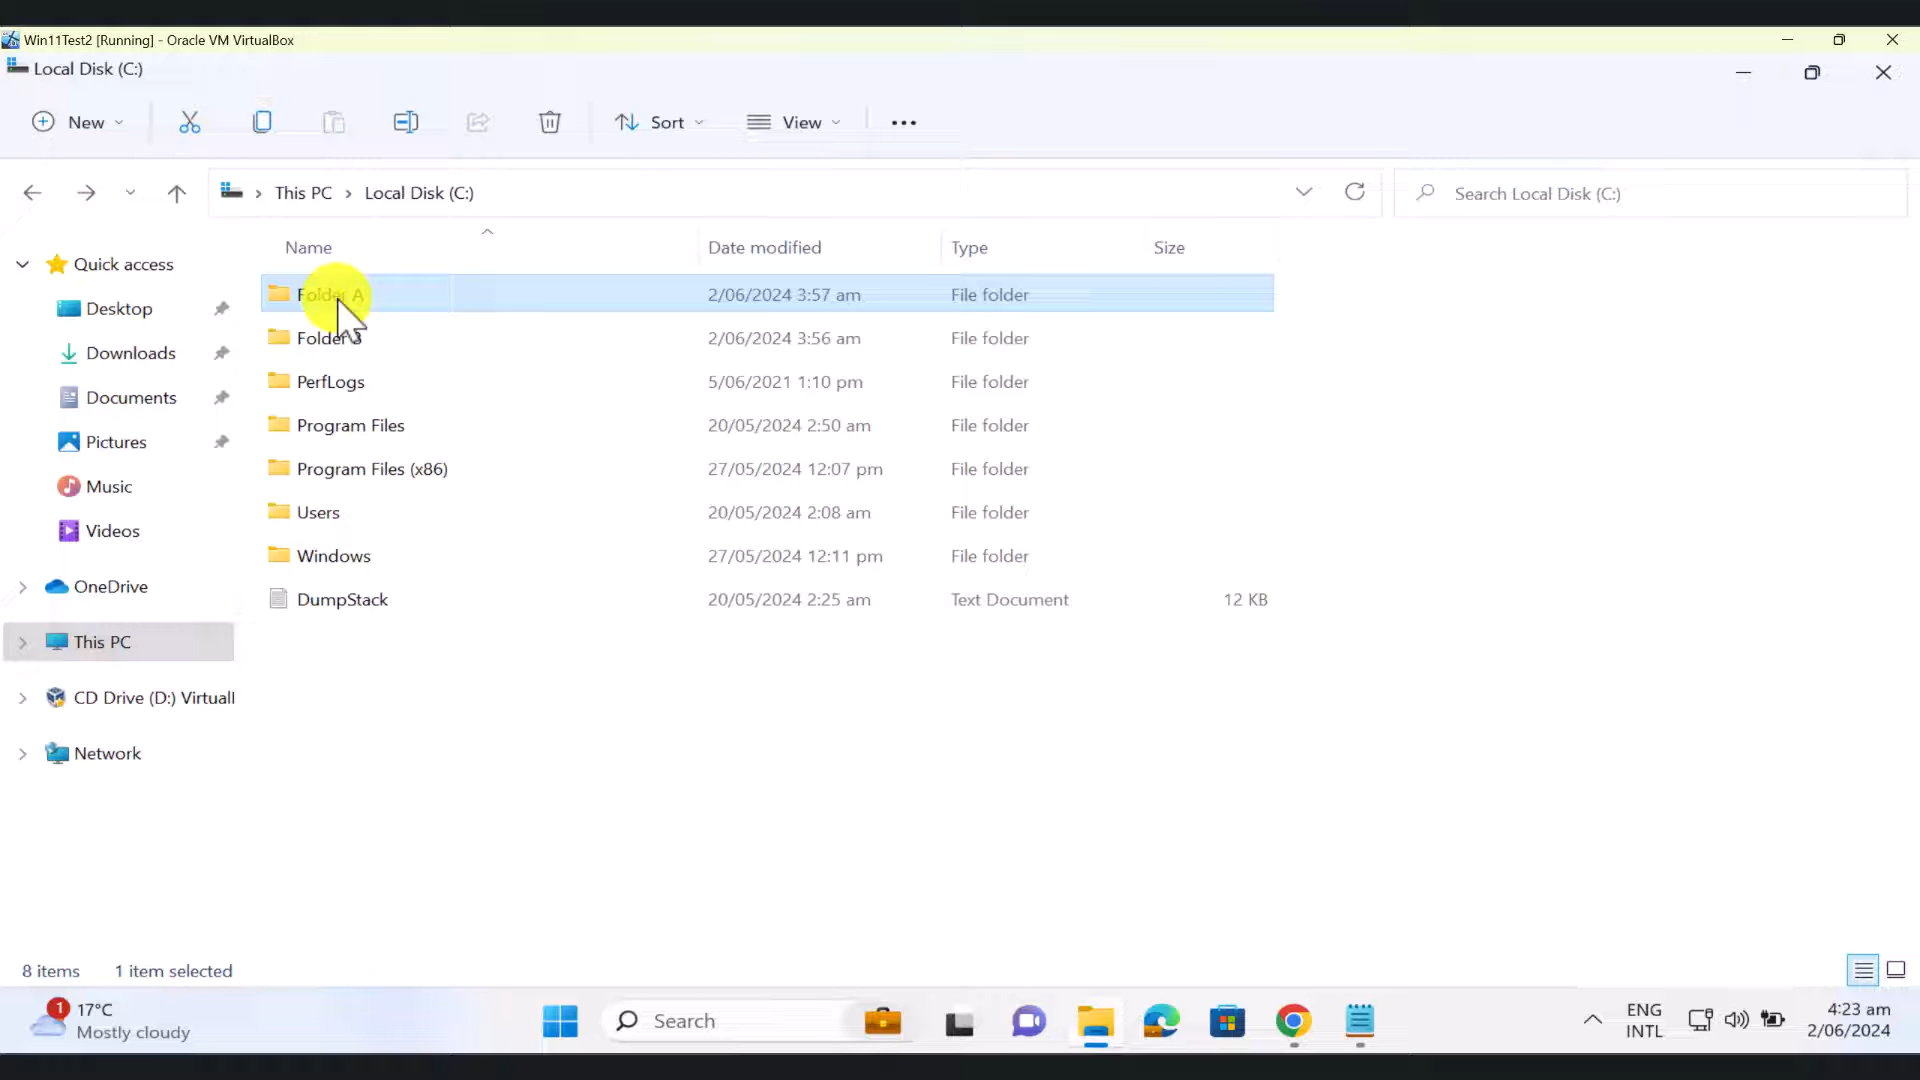 Win11Test2 [Running] - Oracle VM VirtualBox
Local Disk (C:)
New
Sort
View
This PC
Local Disk (C:)
Search Local Disk (C:)
Name
Date modified
Type
Size
Quick access
Desktop
Downloads
Documents
Pictures
Music
Videos
OneDrive
This PC
CD Drive (D:) Virtuall
Network
Folder A 2/06/2024 3:57 am File folder
Folder 2/06/2024 3:56 am File folder
PerfLogs 5/06/2021 1:10 pm File folder
Program Files 20/05/2024 2:50 am File folder
Program Files (x86) 27/05/2024 12:07 pm File folder
Users 20/05/2024 2:08 am File folder
Windows 27/05/2024 12:11 pm File folder
DumpStack 20/05/2024 2:25 am Text Document 12 KB
8 items 1 item selected
1
17°C
Mostly cloudy
Search
ENG
INTL
4:23 am
2/06/2024